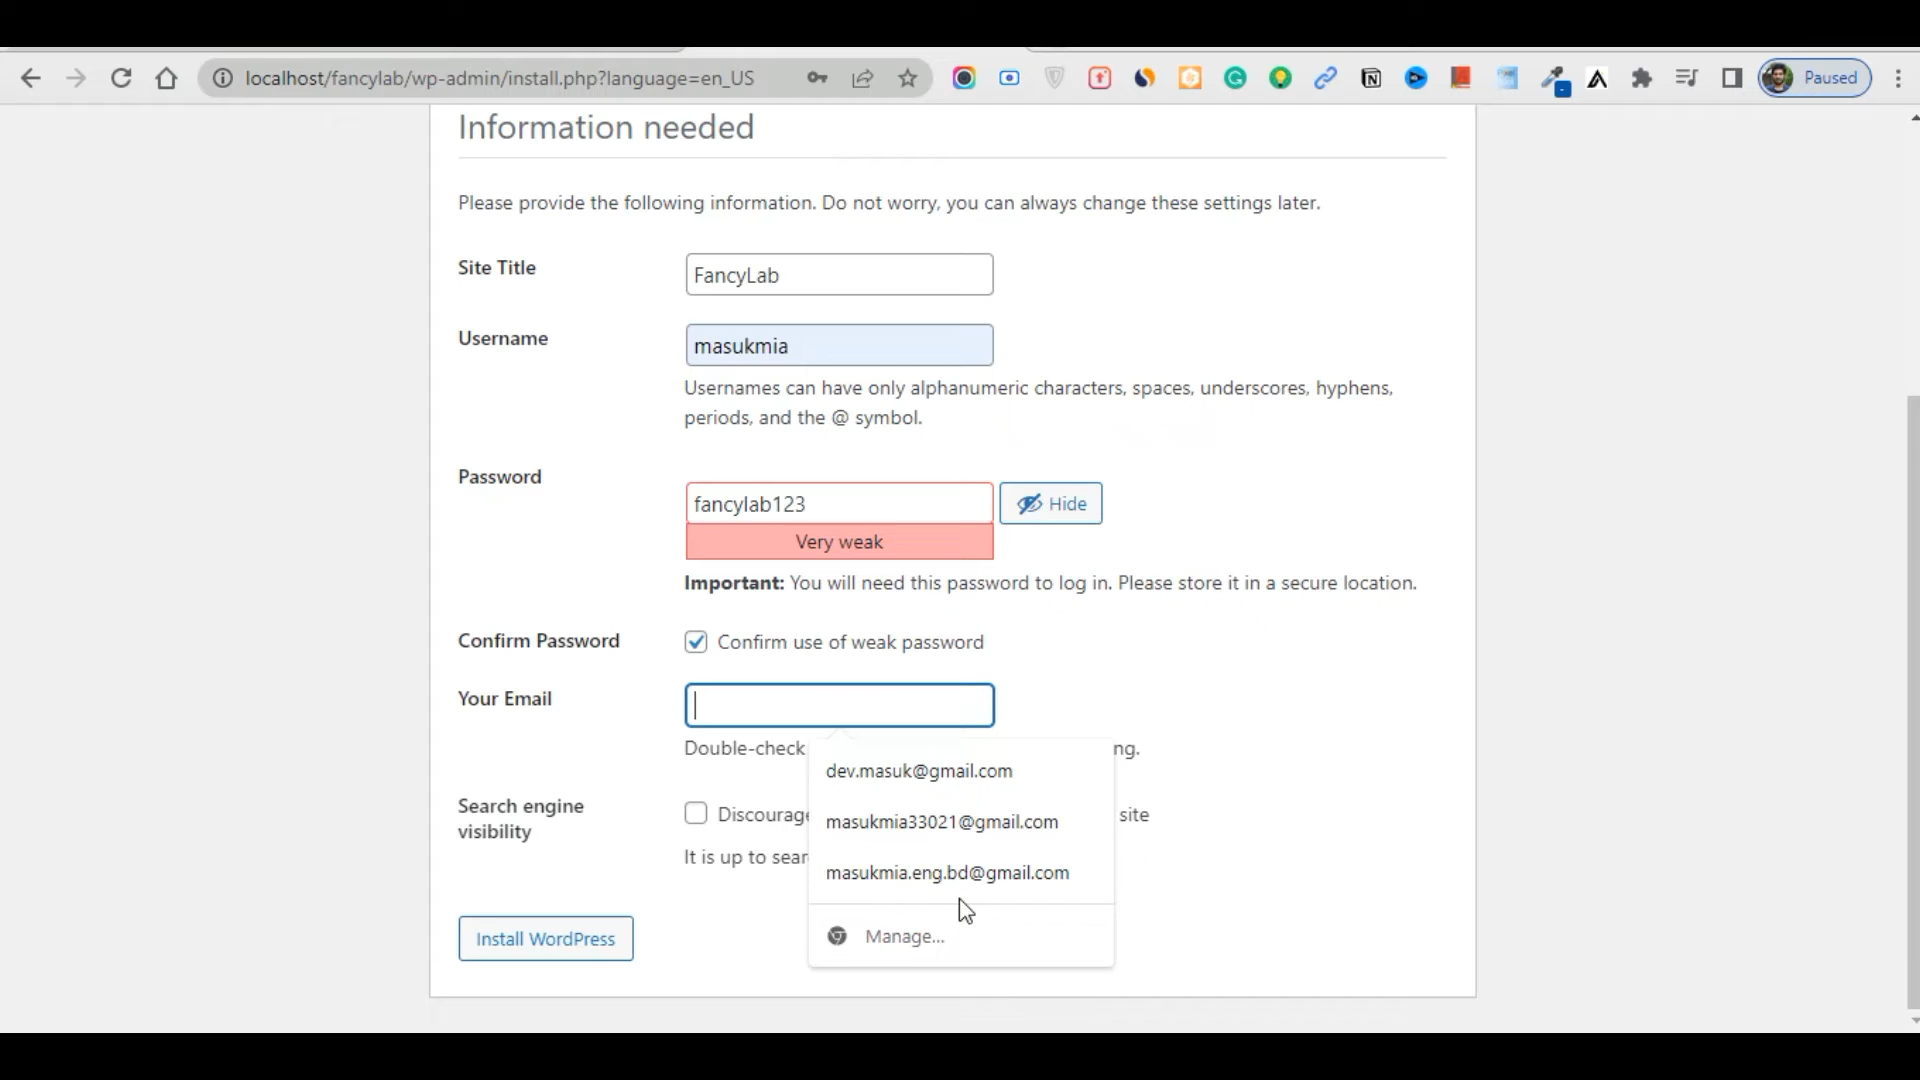 localhost/fancylab/wp-admin/install.php?language=en_US
Paused
Information needed
Please provide the following information. Do not worry, you can always change these settings later.
Site Title
FancyLab
Username
masukmia
Usernames can have only alphanumeric characters, spaces, underscores, hyphens,
periods, and the @ symbol.
Password
fancylab123
Hide
Very weak
Important: You will need this password to log in. Please store it in a secure location.
Confirm Password
Confirm use of weak password
Your Email
Double-check
ng.
dev.masuk@gmail.com
Search engine
visibility
Discourage
site
masukmia33021@gmail.com
It is up to sear
masukmia.eng.bd@gmail.com
Install WordPress
Manage...